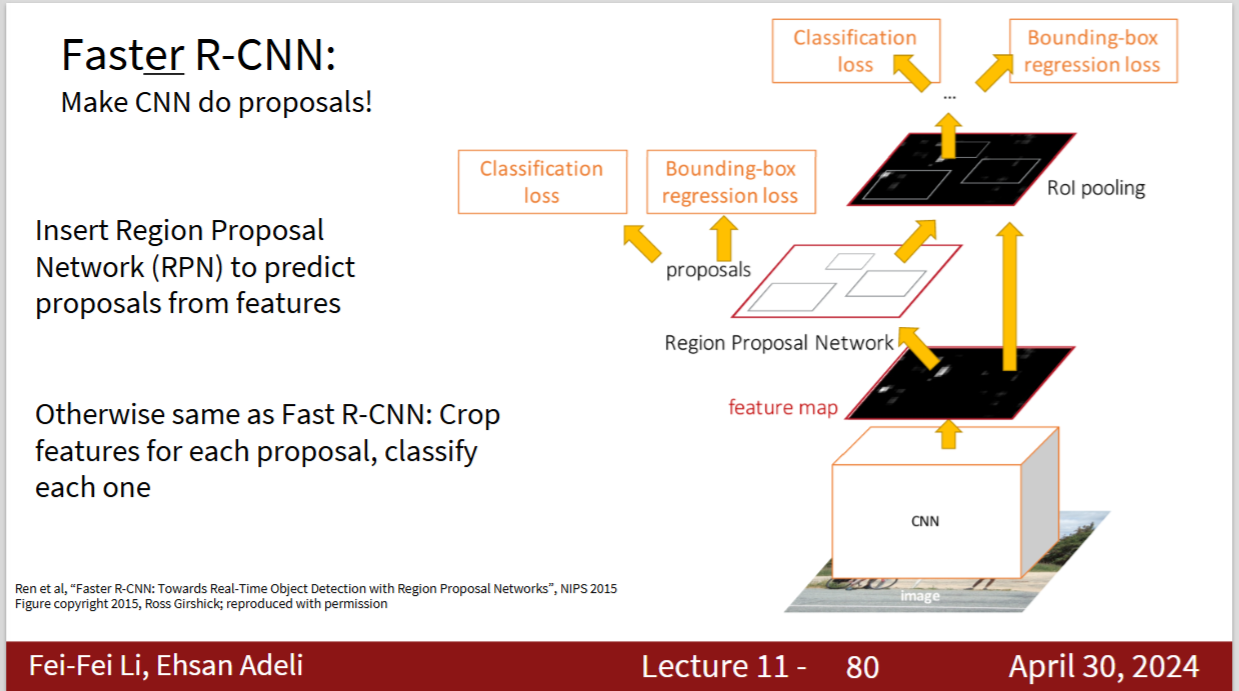 Faster R-CNN:
Make CNN do proposals!
Insert Region Proposal
Network (RPN) to predict
proposals from features
Otherwise same as Fast R-CNN: Crop
features for each proposal, classify
each one
Classification
loss
Bounding-box
regression loss
...
Classification
loss
Bounding-box
regression loss
RoI pooling
proposals
Region Proposal Network
feature map
CNN
image
Ren et al, “Faster R-CNN: Towards Real-Time Object Detection with Region Proposal Networks”, NIPS 2015
Figure copyright 2015, Ross Girshick; reproduced with permission
Fei-Fei Li, Ehsan Adeli
Lecture 11 - 80
April 30, 2024